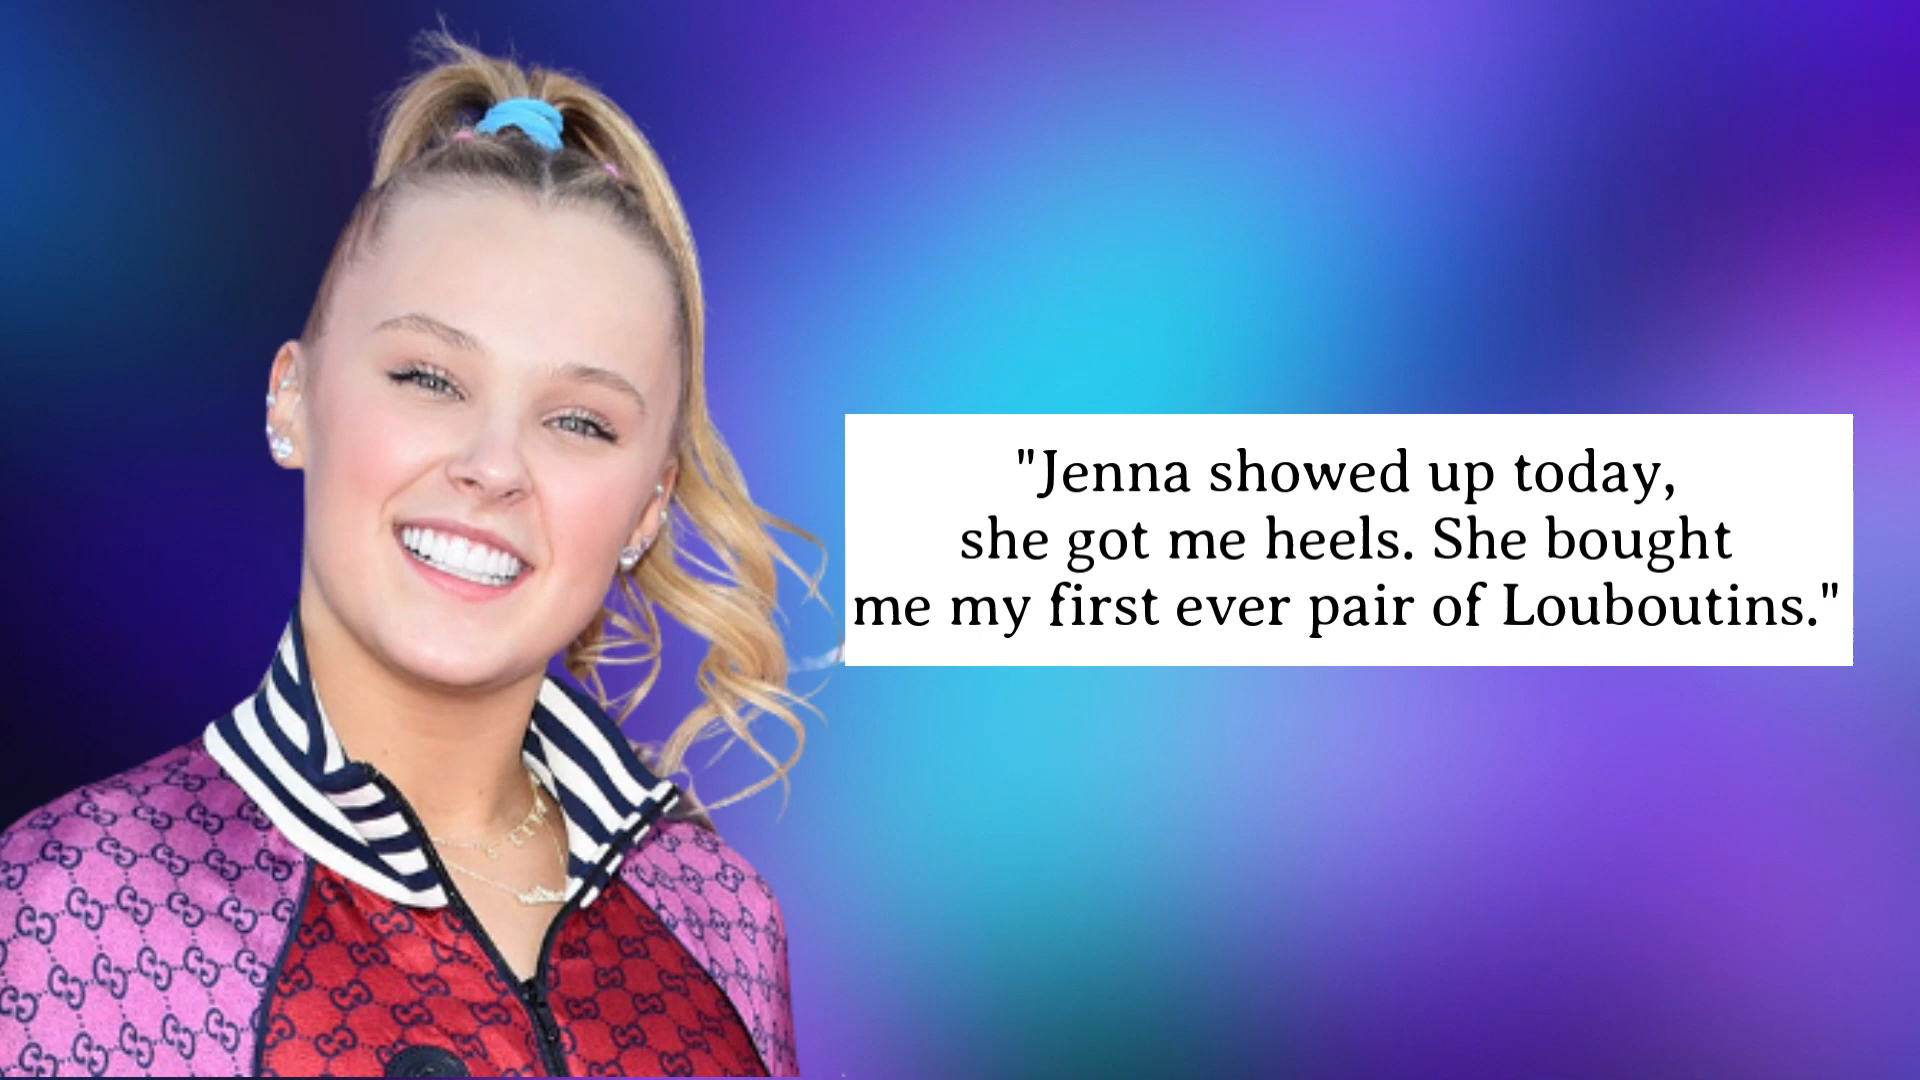 "Jenna showed up today,
she got me heels. She bought
me my first ever pair of Louboutins."